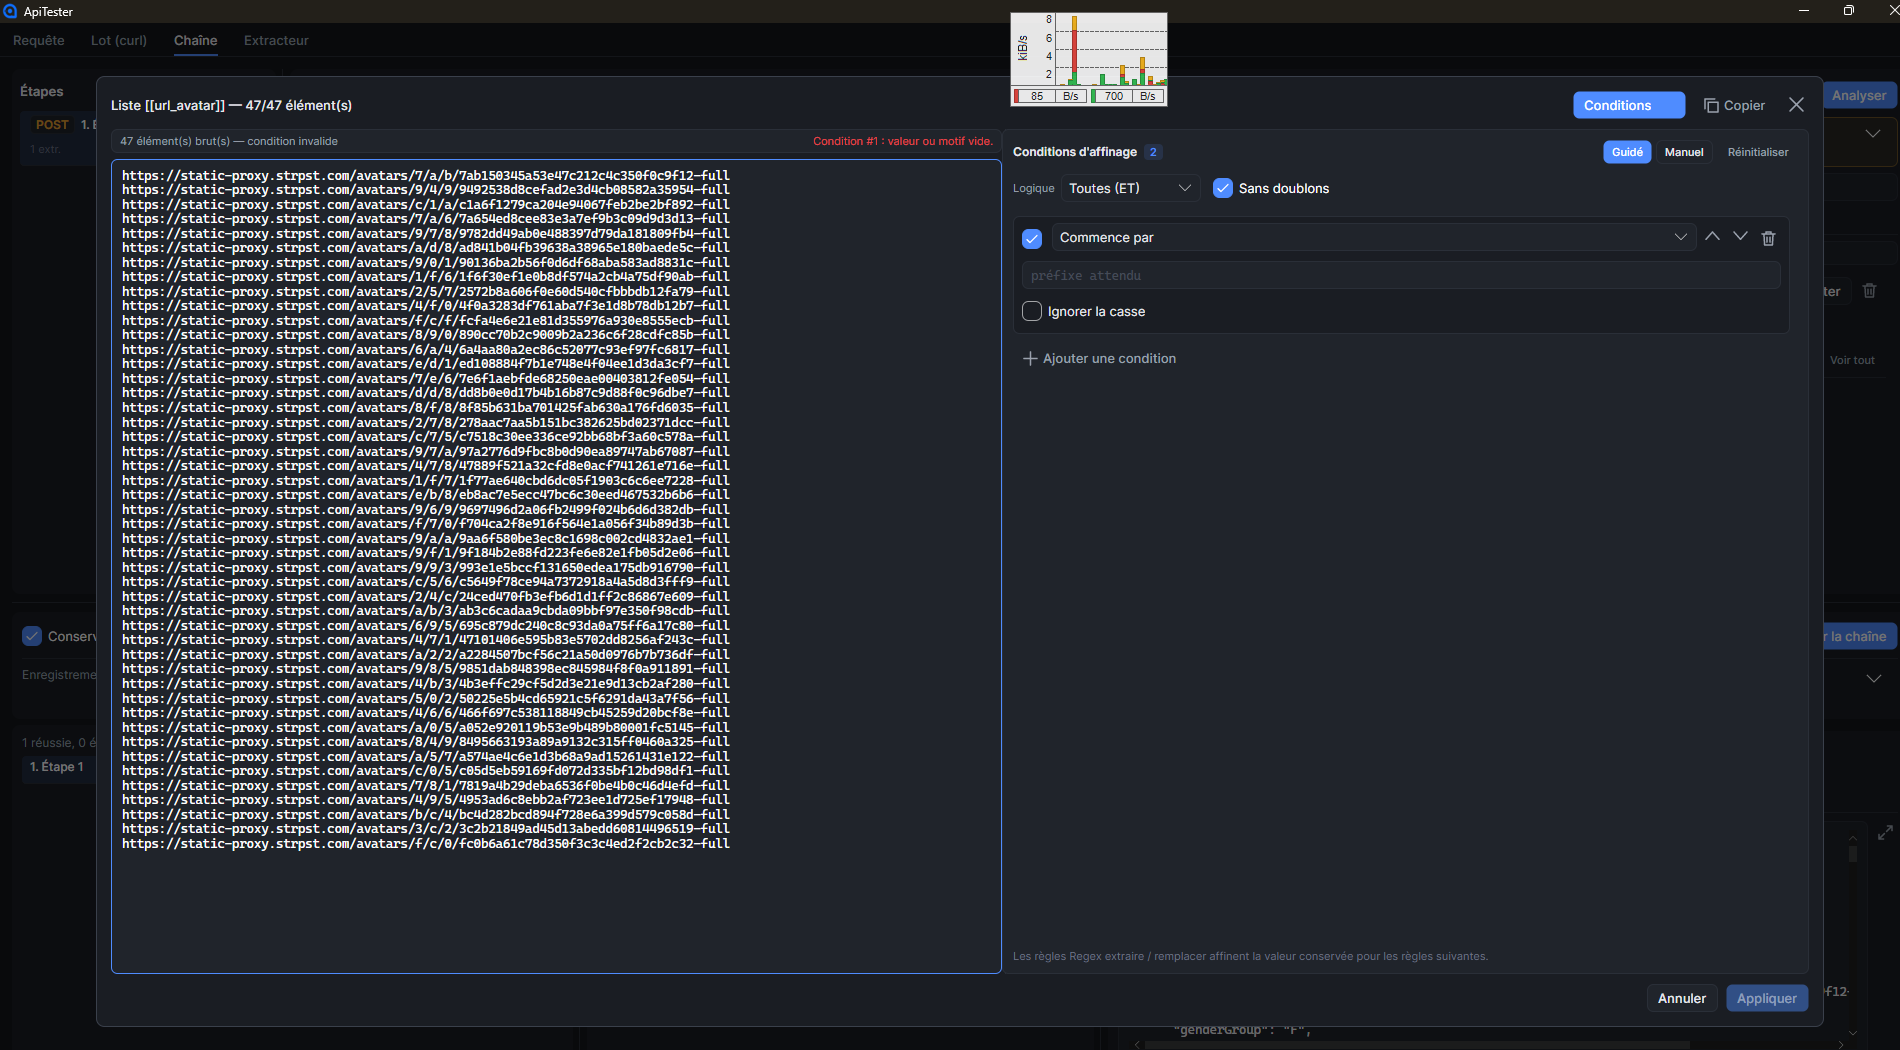 ApiTester
Requête
Lot (curl)
Chaîne
Extracteur
8
6
4
2
kiB/s
85
B/s
700
B/s
Étapes
POST
1 extr.
Analyser
Liste [[url_avatar]] — 47/47 élément(s)
Conditions
Copier
47 élément(s) brut(s) — condition invalide
Condition #1 : valeur ou motif vide.
https://static-proxy.strpst.com/avatars/7/a/b/7ab150345a53e47c212c4c350f0c9f12-full
https://static-proxy.strpst.com/avatars/9/4/9/9492538d8cefad2e3d4cb08582a35954-full
https://static-proxy.strpst.com/avatars/c/1/a/c1a6f1279ca204e94067feb2be2bf892-full
https://static-proxy.strpst.com/avatars/7/a/6/7a654ed8cee83e3a7ef9b3c09d9d3d13-full
https://static-proxy.strpst.com/avatars/9/7/8/9782dd49ab0e488397d79da181809fb4-full
https://static-proxy.strpst.com/avatars/a/d/8/ad841b04fb39638a38965e180baede5c-full
https://static-proxy.strpst.com/avatars/9/0/1/90136ba2b56f0d6df68aba583ad8831c-full
https://static-proxy.strpst.com/avatars/1/f/6/1f6f30ef1e0b8df574a2cb4a75df90ab-full
https://static-proxy.strpst.com/avatars/2/5/7/2572b8a606f0e60d540cfbbbdb12fa79-full
https://static-proxy.strpst.com/avatars/4/f/0/4f0a3283df761aba7f3e1d8b78db12b7-full
https://static-proxy.strpst.com/avatars/f/c/f/fcfa4e6e21e81d355976a930e8555ecb-full
https://static-proxy.strpst.com/avatars/8/9/0/890cc70b2c9009b2a236c6f28cdfc85b-full
https://static-proxy.strpst.com/avatars/6/a/4/6a4aa80a2ec86c52077c93ef97fc6817-full
https://static-proxy.strpst.com/avatars/e/d/1/ed108884f7b1e748e4f04ee1d3da3cf7-full
https://static-proxy.strpst.com/avatars/7/e/6/7e6f1aebfde68250eae00403812fe054-full
https://static-proxy.strpst.com/avatars/d/d/8/dd8b0e0d17b4b16b87c9d88f0c96dbe7-full
https://static-proxy.strpst.com/avatars/8/f/8/8f85b631ba701425fab630a176fd6035-full
https://static-proxy.strpst.com/avatars/2/7/8/278aac7aa5b151bc382625bd02371dcc-full
https://static-proxy.strpst.com/avatars/c/7/5/c7518c30ee336ce92bb68bf3a60c578a-full
https://static-proxy.strpst.com/avatars/9/7/a/97a2776d9fbc8b0d90ea89747ab67087-full
https://static-proxy.strpst.com/avatars/4/7/8/47889f521a32cfd8e0acf741261e716e-full
https://static-proxy.strpst.com/avatars/1/f/7/1f77ae640cbd6dc05f1903c6c6ee7228-full
https://static-proxy.strpst.com/avatars/e/b/8/eb8ac7e5ecc47bc6c30eed467532b6b6-full
https://static-proxy.strpst.com/avatars/9/6/9/9697496d2a06fb2499f024b6d6d382db-full
https://static-proxy.strpst.com/avatars/f/7/0/f704ca2f8e916f564e1a056f34b89d3b-full
https://static-proxy.strpst.com/avatars/9/a/a/9aa6f580be3ec8c1698c002cd4832ae1-full
https://static-proxy.strpst.com/avatars/9/f/1/9f184b2e88fd223fe6e82e1fb05d2e06-full
https://static-proxy.strpst.com/avatars/9/9/3/993e1e5bccf131650edea175db916790-full
https://static-proxy.strpst.com/avatars/c/5/6/c5649f78ce94a7372918a4a5d8d3fff9-full
https://static-proxy.strpst.com/avatars/2/4/c/24ced470fb3efb6d1d1ff2c86867e609-full
https://static-proxy.strpst.com/avatars/a/b/3/ab3c6cadaa9cbda09bbf97e350f98cdb-full
https://static-proxy.strpst.com/avatars/6/9/5/695c879dc240c8c93da0a75ff6a17c80-full
https://static-proxy.strpst.com/avatars/4/7/1/47101406e595b83e5702dd8256af243c-full
https://static-proxy.strpst.com/avatars/a/2/2/a2284507bcf56c21a50d0976b7b736df-full
https://static-proxy.strpst.com/avatars/9/8/5/9851dab848398ec845984f8f0a911891-full
https://static-proxy.strpst.com/avatars/4/b/3/4b3effc29cf5d2d3e21e9d13cb2af280-full
https://static-proxy.strpst.com/avatars/5/0/2/50225e5b4cd65921c5f6291da43a7f56-full
https://static-proxy.strpst.com/avatars/4/6/6/466f697c538118849cb45259d20bcf8e-full
https://static-proxy.strpst.com/avatars/a/0/5/a052e920119b53e9b489b80001fc5145-full
https://static-proxy.strpst.com/avatars/8/4/9/8495663193a89a9132c315ff0460a325-full
https://static-proxy.strpst.com/avatars/a/5/7/a574ae4c6e1d3b68a9ad15261431e122-full
https://static-proxy.strpst.com/avatars/c/0/5/c05d5eb59169fd072d335bf12bd98df1-full
https://static-proxy.strpst.com/avatars/7/8/1/7819a4b29deba6536f0be4b0c46d4efd-full
https://static-proxy.strpst.com/avatars/4/9/5/4953ad6c8ebb2af723ee1d725ef17948-full
https://static-proxy.strpst.com/avatars/b/c/4/bc4d282bcd894f728e6a399d579c058d-full
https://static-proxy.strpst.com/avatars/3/c/2/3c2b21849ad45d13abedd60814496519-full
https://static-proxy.strpst.com/avatars/f/c/0/fc0b6a61c78d350f3c3c4ed2f2cb2c32-full
Conditions d'affinage 2
Guidé
Manuel
Réinitialiser
Logique
Toutes (ET)
Sans doublons
Commence par
préfixe attendu
Ignorer la casse
Ajouter une condition
Les règles Regex extraire / remplacer affinent la valeur conservée pour les règles suivantes.
Annuler
Appliquer
ter
Voir tout
Conserv
r la chaîne
Enregistreme
1 réussie, 0 é
1. Étape 1
f12-
"genderGroup": "F",